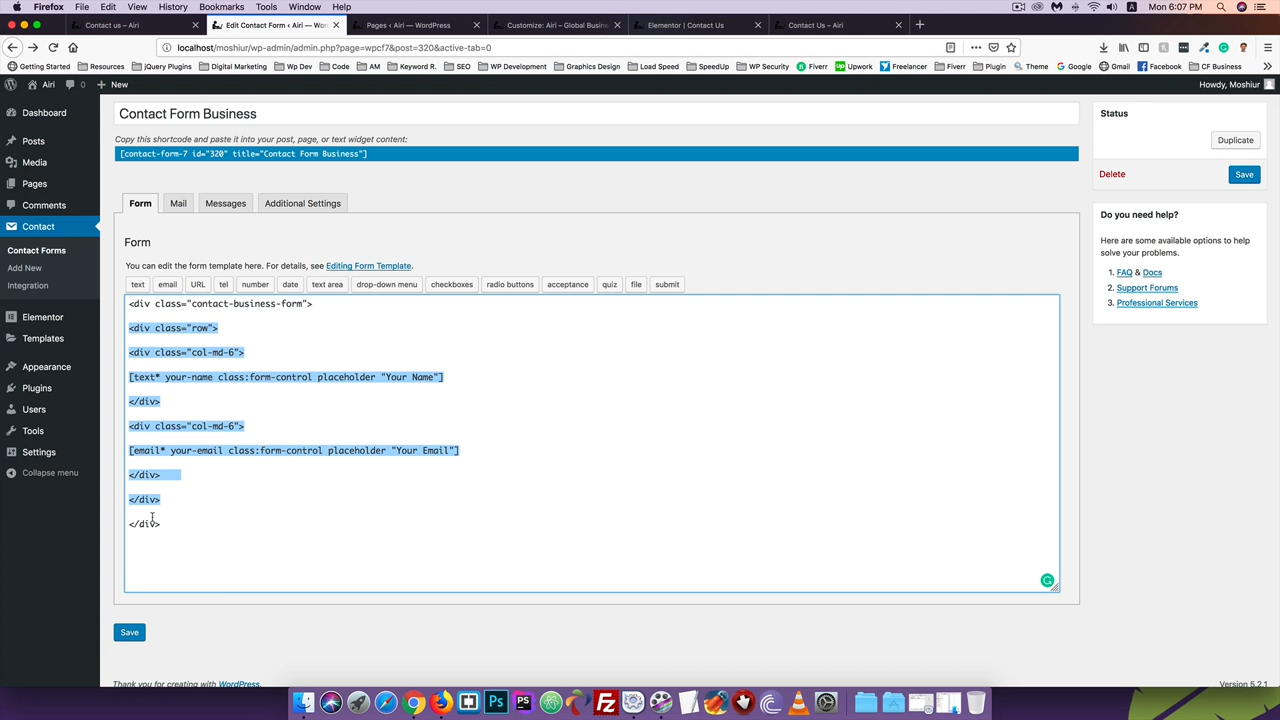 Firefox File Edit View History Bookmarks Tools Window Help
Mon 6:07 PM
Contact us – Airi
Edit Contact Form ‹ Airi — WordP
Pages ‹ Airi — WordPress
Customize: Airi – Global Busin
Elementor | Contact Us
Contact Us – Airi
localhost/moshiur/wp-admin/admin.php?page=wpcf7&post=320&active-tab=0
Getting Started Resources jQuery Plugins Digital Marketing Wp Dev Code AM Keyword R. SEO WP Development Graphics Design Load Speed SpeedUp WP Security Fiverr Upwork Freelancer Fiverr Plugin Theme Google Gmail Facebook CF Business
Airi 0 New
Howdy, Moshiur
Dashboard
Posts
Media
Pages
Comments
Contact
Contact Forms
Add New
Integration
Elementor
Templates
Appearance
Plugins
Users
Tools
Settings
Collapse menu
Contact Form Business
Copy this shortcode and paste it into your post, page, or text widget content:
[contact-form-7 id="320" title="Contact Form Business"]
Form Mail Messages Additional Settings
Form
You can edit the form template here. For details, see Editing Form Template.
text email URL tel number date text area drop-down menu checkboxes radio buttons acceptance quiz file submit
<div class="contact-business-form">
<div class="row">
<div class="col-md-6">
[text* your-name class:form-control placeholder "Your Name"]
</div>
<div class="col-md-6">
[email* your-email class:form-control placeholder "Your Email"]
</div>
</div>
</div>
Save
Thank you for creating with WordPress.
Version 5.2.1
Status
Duplicate
Delete
Save
Do you need help?
Here are some available options to help
solve your problems.
1. FAQ & Docs
2. Support Forums
3. Professional Services